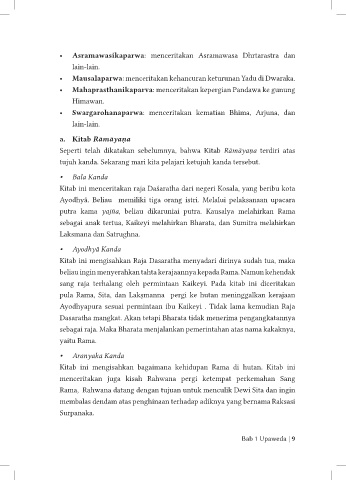 • Asramawasikaparwa: menceritakan Asramawasa Dhrtarastra dan
lain-lain.
• Mausalaparwa: menceritakan kehancuran keturunan Yadu di Dwaraka.
• Mahaprasthanikaparva: menceritakan kepergian Pandawa ke gunung
Himawan.
• Swargarohanaparwa: menceritakan kematian Bhima, Arjuna, dan
lain-lain.
a. Kitab Rāmāyaṇa
Seperti telah dikatakan sebelumnya, bahwa Kitab Rāmāyaṇa terdiri atas
tujuh kanda. Sekarang mari kita pelajari ketujuh kanda tersebut.
• Bala Kanda
Kitab ini menceritakan raja Daśaratha dari negeri Kosala, yang beribu kota
Ayodhyā. Beliau memiliki tiga orang istri. Melalui pelaksanaan upacara
putra kama yajña, beliau dikaruniai putra. Kausalya melahirkan Rama
sebagai anak tertua, Kaikeyi melahirkan Bharata, dan Sumitra melahirkan
Laksmana dan Satrughna.
• Ayodhyā Kanda
Kitab ini mengisahkan Raja Dasaratha menyadari dirinya sudah tua, maka
beliau ingin menyerahkan tahta kerajaannya kepada Rama. Namun kehendak
sang raja terhalang oleh permintaan Kaikeyi. Pada kitab ini diceritakan
pula Rama, Sita, dan Laksmanna pergi ke hutan meninggalkan kerajaan
Ayodhyapura sesuai permintaan ibu Kaikeyi . Tidak lama kemudian Raja
Dasaratha mangkat. Akan tetapi Bharata tidak menerima pengangkatannya
sebagai raja. Maka Bharata menjalankan pemerintahan atas nama kakaknya,
yaitu Rama.
• Aranyaka Kanda
Kitab ini mengisahkan bagaimana kehidupan Rama di hutan. Kitab ini
menceritakan juga kisah Rahwana pergi ketempat perkemahan Sang
Rama, Rahwana datang dengan tujuan untuk menculik Dewi Sita dan ingin
membalas dendam atas penghinaan terhadap adiknya yang bernama Raksasi
Surpanaka.
Bab 1 Upaweda | 9